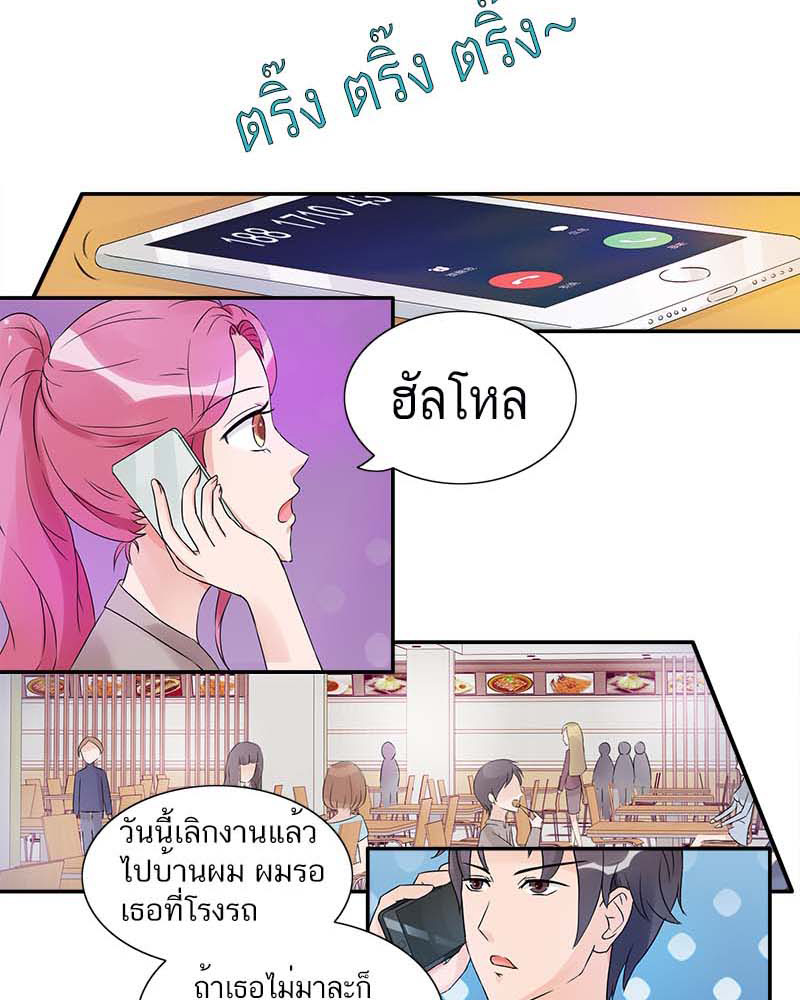 ตริ๊ง ตริ๊ง ตริ๊ง~
188 1710 43
ฮัลโหล
วันนี้เลิกงานแล้ว
ไปบ้านผม ผมรอ
เธอที่โรงรถ
ถ้าเธอไม่มาละก็